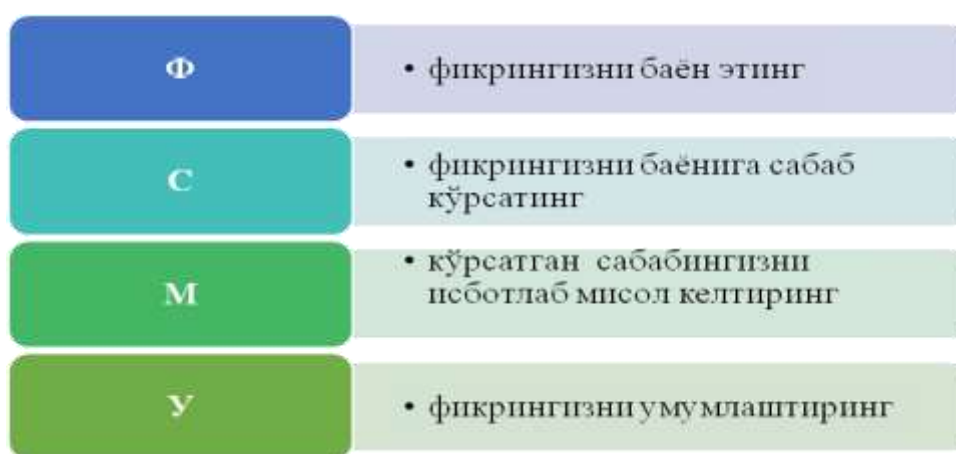 Ф
• фикрингизни баён этинг
С
• фикрингизни баёнига сабаб
кўрсатинг
М
• кўрсатган сабабингизни
исботлаб мисол келтиринг
У
• фикрингизни умумлаштиринг